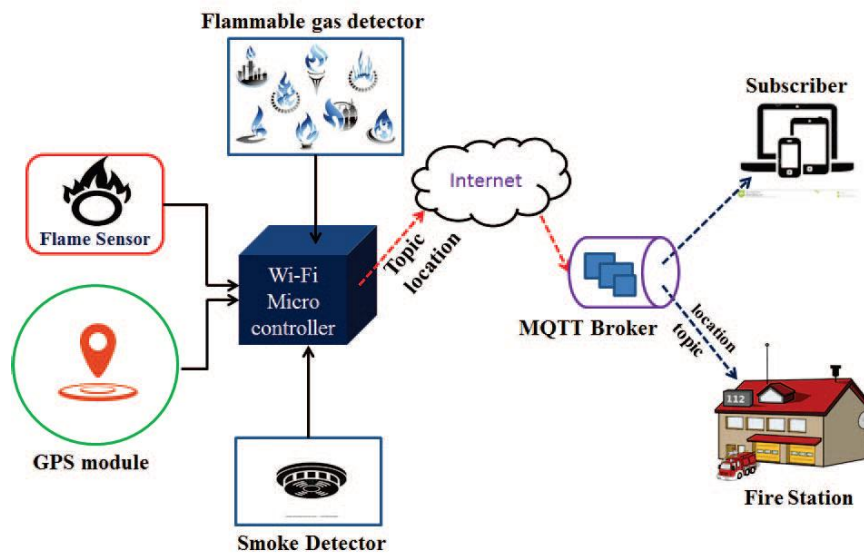 Flammable gas detector
Subscriber
Internet
Flame Sensor
Topic
location
Wi-Fi
Micro
controller
MQTT Broker
location
topic
112
GPS module
Fire Station
Smoke Detector